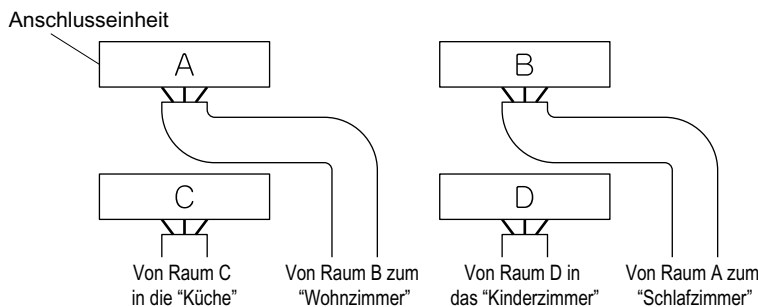 Anschlusseinheit
A
B
C
D
Von Raum C
in die “Küche”
Von Raum B zum
“Wohnzimmer”
Von Raum D in
das “Kinderzimmer”
Von Raum A zum
“Schlafzimmer”